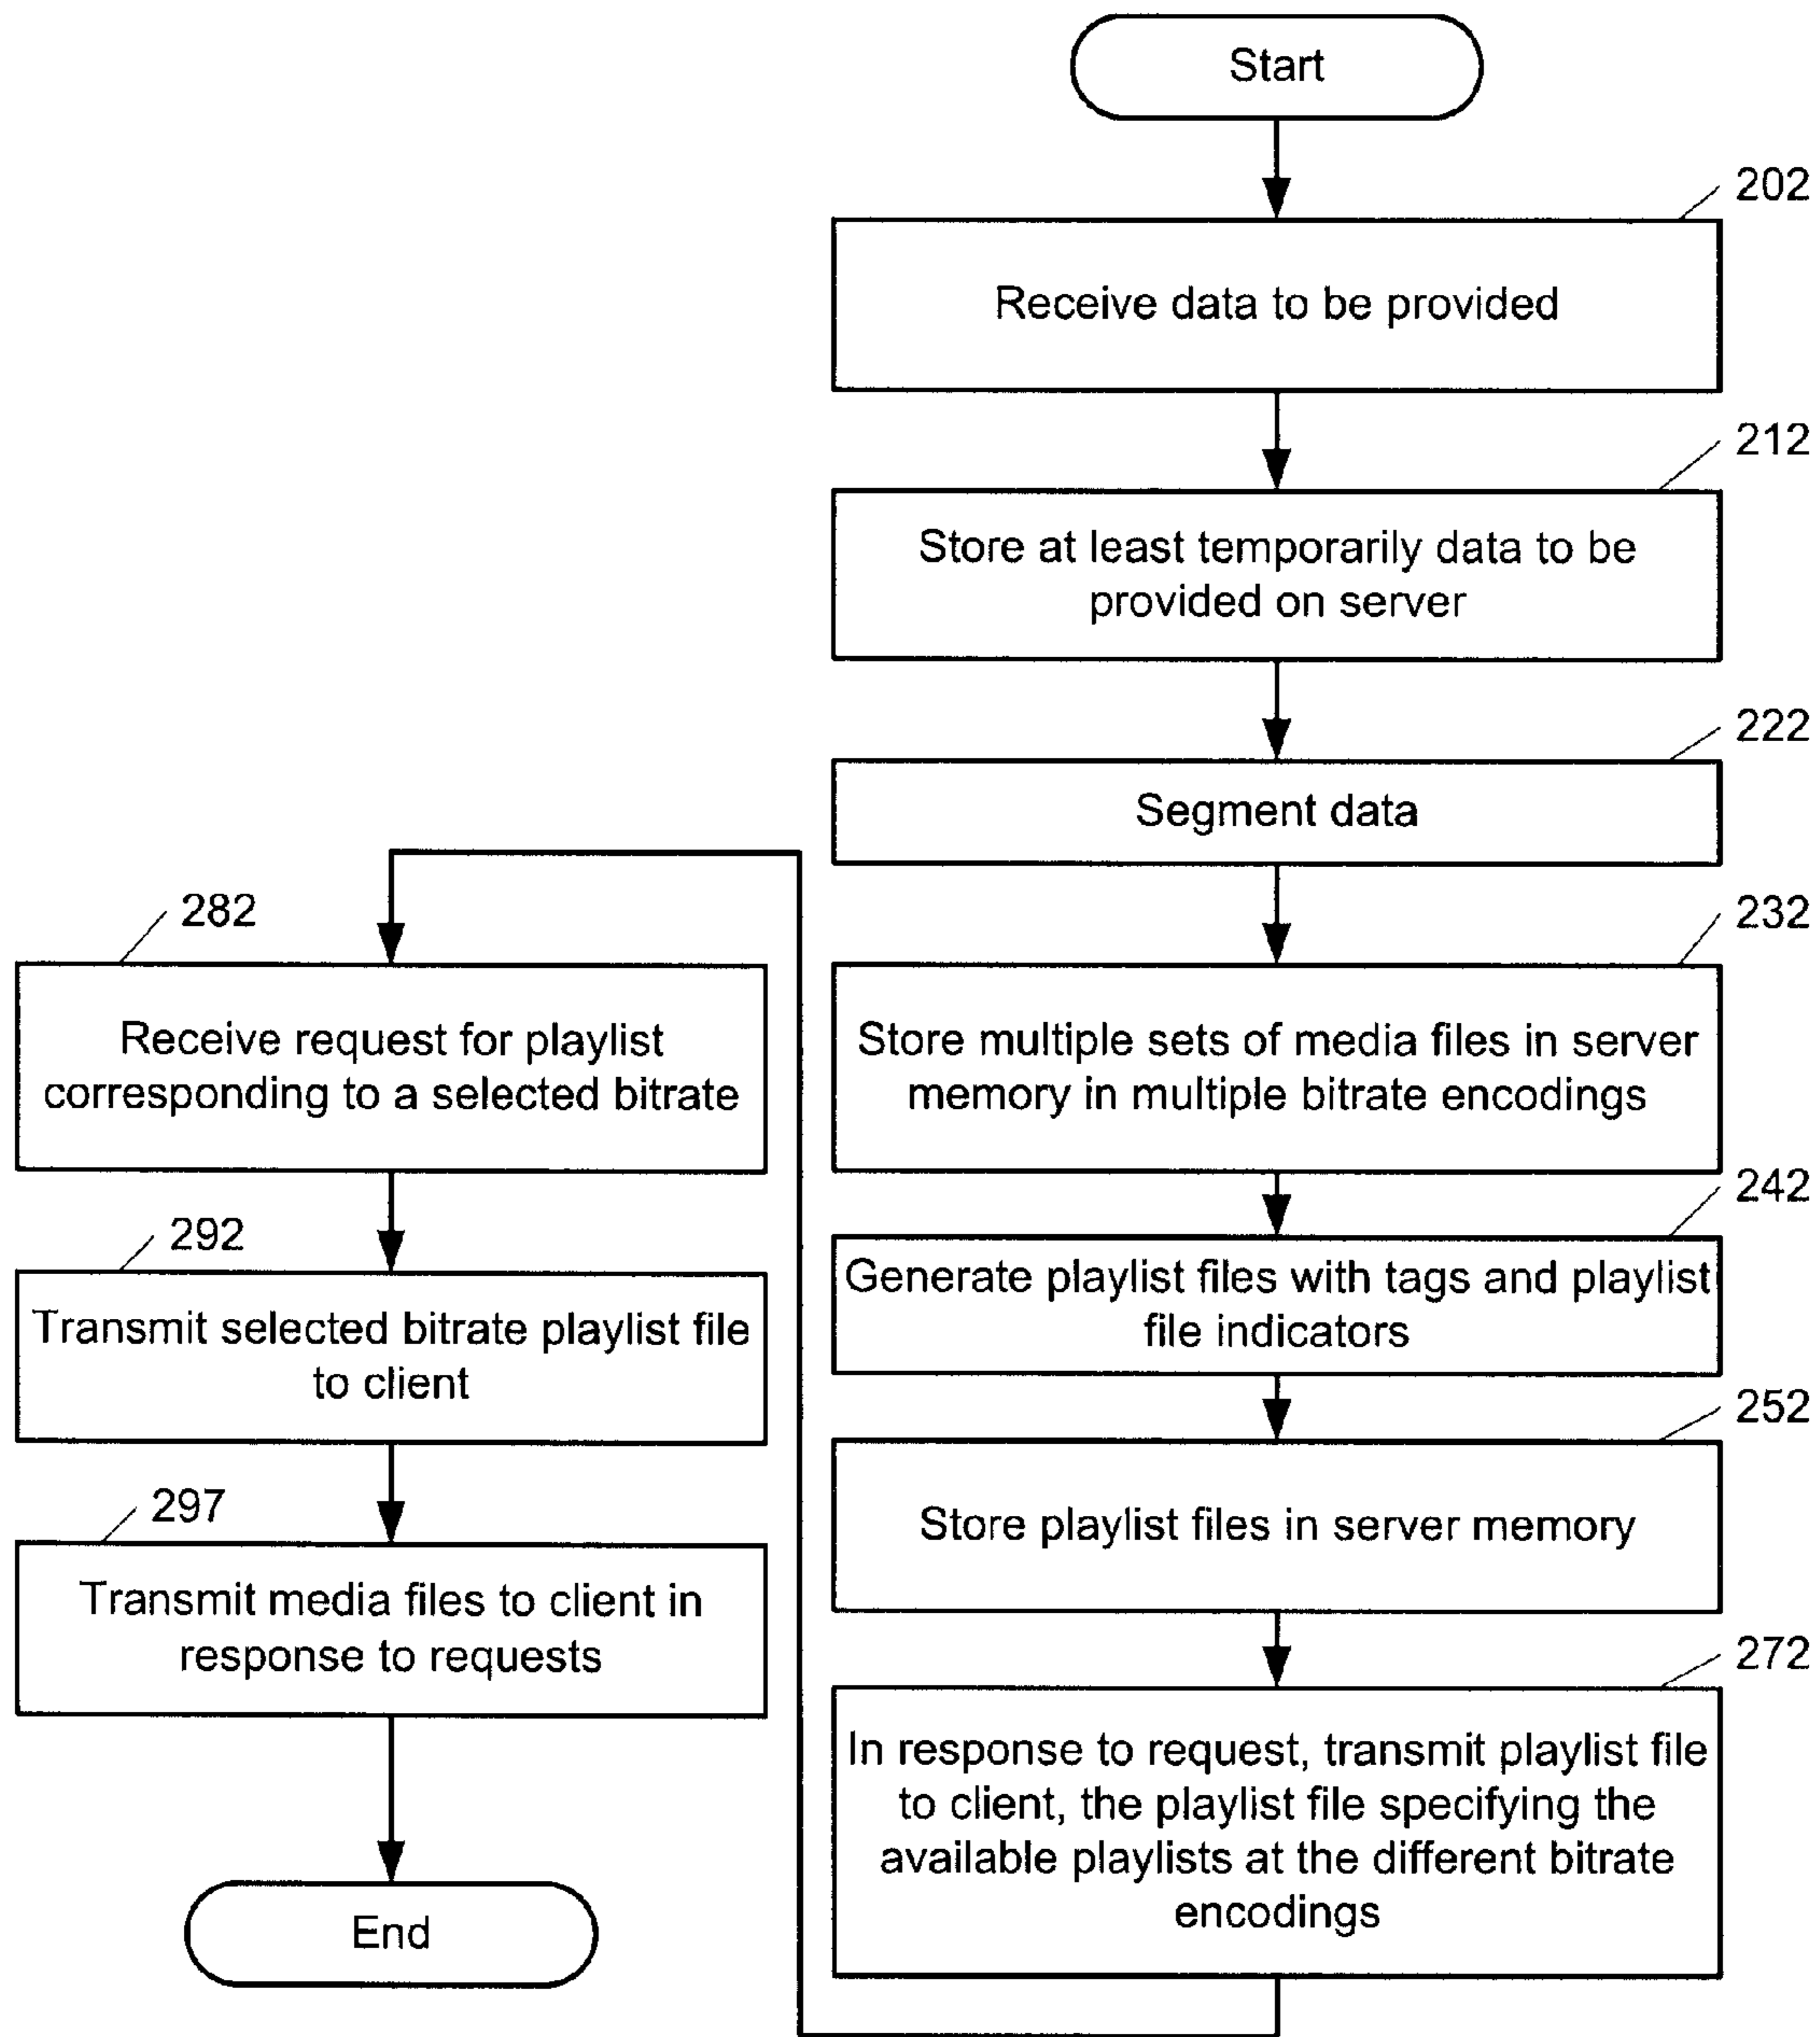 Start
202
Receive data to be provided
212
Store at least temporarily data to be
provided on server
222
Segment data
232
Store multiple sets of media files in server
memory in multiple bitrate encodings
242
Generate playlist files with tags and playlist
file indicators
252
Store playlist files in server memory
272
In response to request, transmit playlist file
to client, the playlist file specifying the
available playlists at the different bitrate
encodings
282
Receive request for playlist
corresponding to a selected bitrate
292
Transmit selected bitrate playlist file
to client
297
Transmit media files to client in
response to requests
End